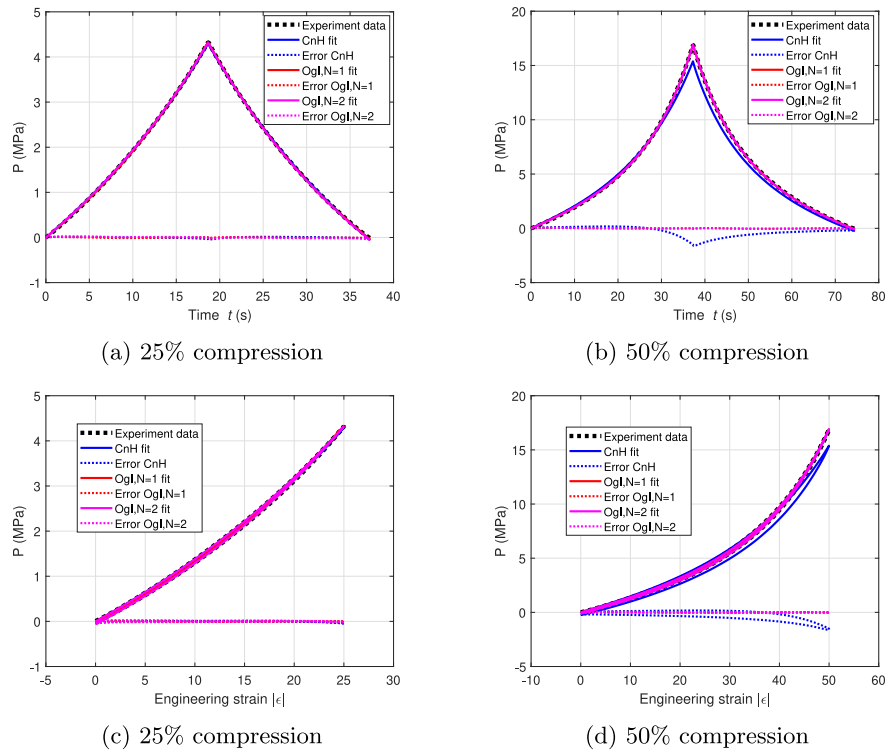 5
4
3
2
1
0
-1
P (MPa)
Experiment data
CnH fit
Error CnH
OgI,N=1 fit
Error OgI,N=1
OgI,N=2 fit
Error OgI,N=2
0 5 10 15 20 25 30 35 40
Time t (s)
(a) 25% compression
20
15
10
5
0
-5
P (MPa)
Experiment data
CnH fit
Error CnH
OgI,N=1 fit
Error OgI,N=1
OgI,N=2 fit
Error OgI,N=2
0 10 20 30 40 50 60 70 80
Time t (s)
(b) 50% compression
5
4
3
2
1
0
-1
P (MPa)
Experiment data
CnH fit
Error CnH
OgI,N=1 fit
Error OgI,N=1
OgI,N=2 fit
Error OgI,N=2
-5 0 5 10 15 20 25 30
Engineering strain |ϵ|
(c) 25% compression
20
15
10
5
0
-5
P (MPa)
Experiment data
CnH fit
Error CnH
OgI,N=1 fit
Error OgI,N=1
OgI,N=2 fit
Error OgI,N=2
-10 0 10 20 30 40 50 60
Engineering strain |ϵ|
(d) 50% compression